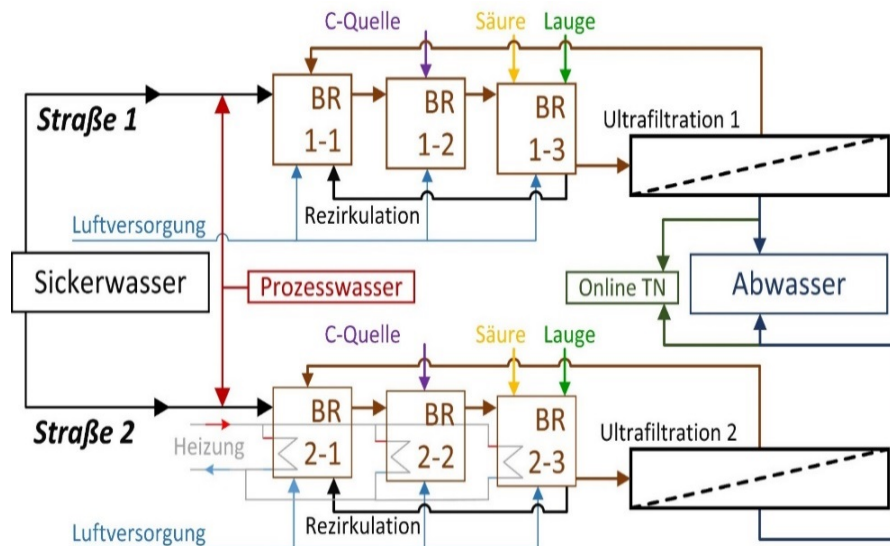 C-Quelle
Säure
Lauge
Straße 1
BR
1-1
BR
1-2
BR
1-3
Ultrafiltration 1
Rezirkulation
Luftversorgung
Sickerwasser
Prozesswasser
Online TN
Abwasser
C-Quelle
Säure
Lauge
Straße 2
BR
2-1
BR
2-2
BR
2-3
Heizung
Ultrafiltration 2
Rezirkulation
Luftversorgung